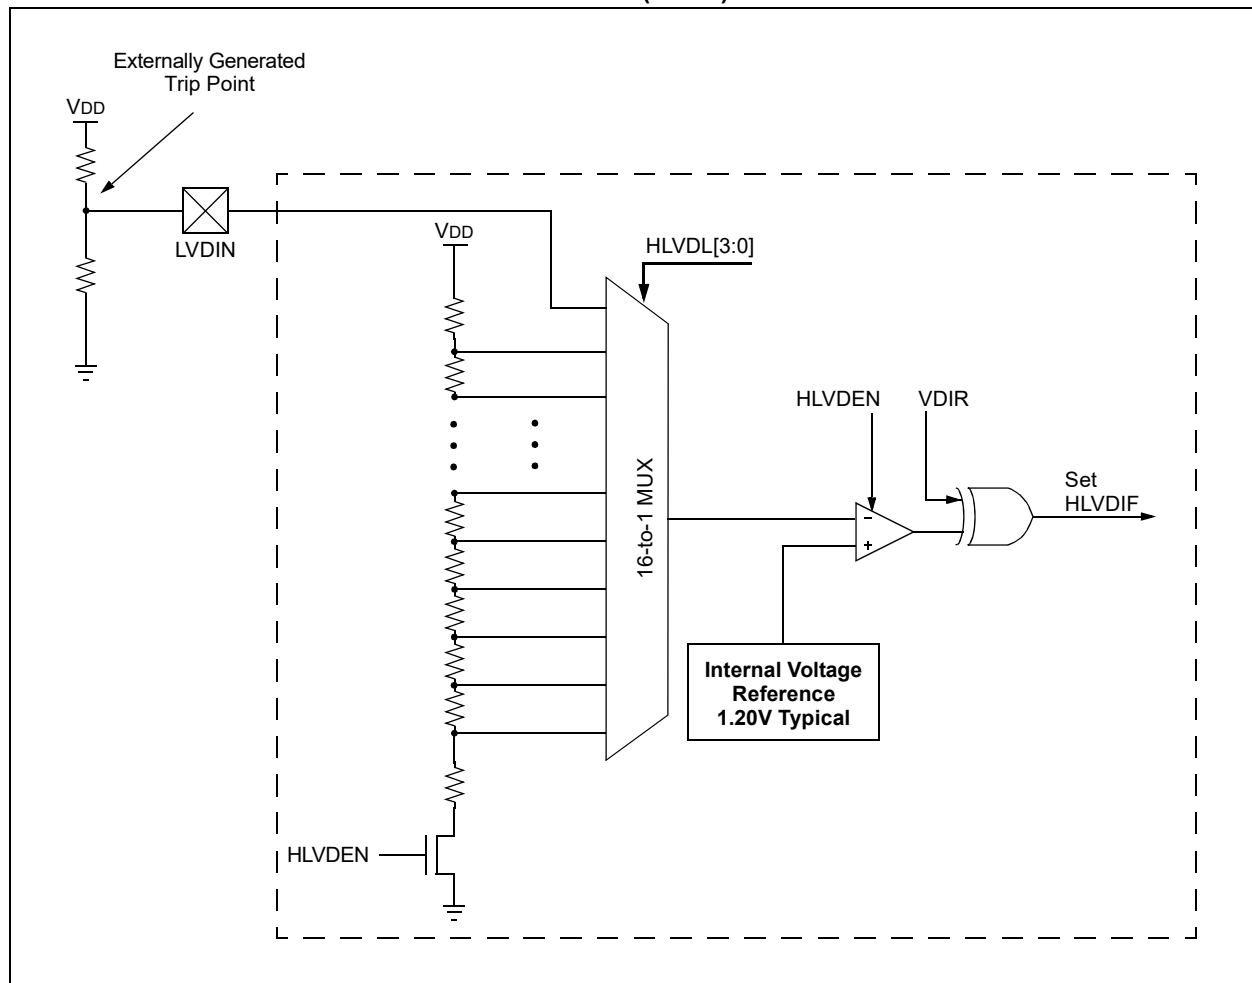 Externally Generated
Trip Point
VDD
LVDIN
VDD
HLVDL[3:0]
16-to-1 MUX
HLVDEN
VDIR
Set
HLVDIF
-
+
Internal Voltage
Reference
1.20V Typical
HLVDEN